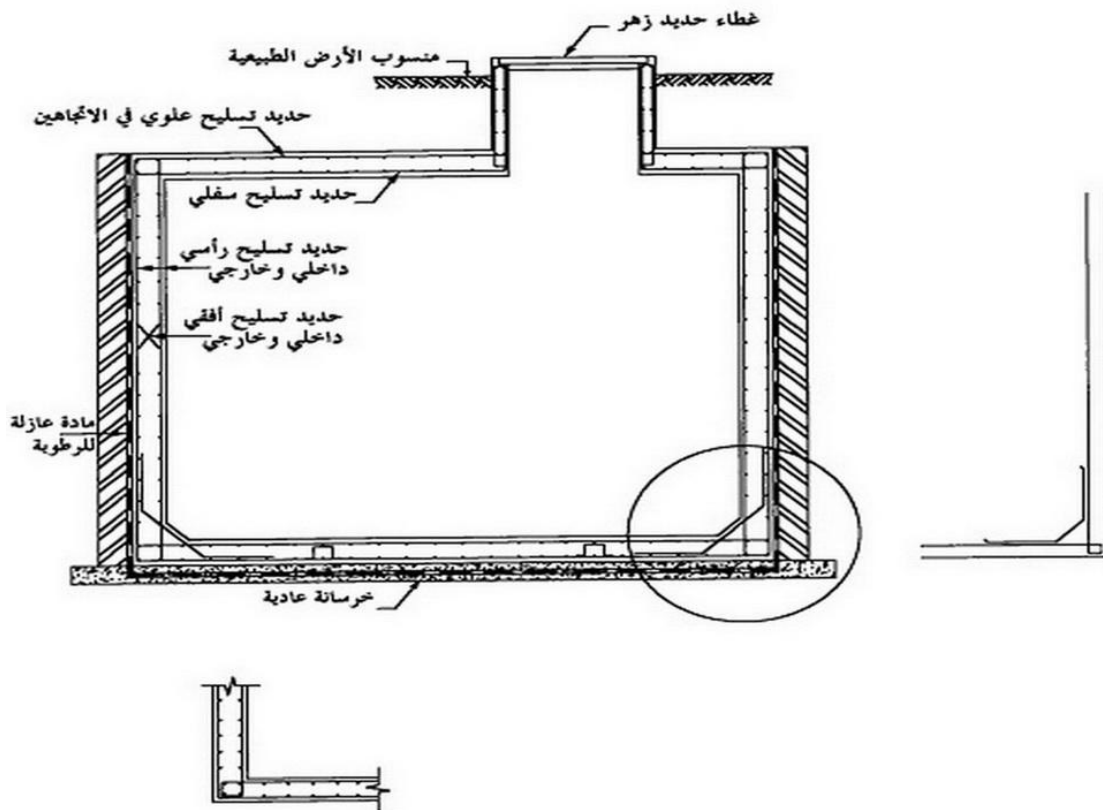 غطاء حديد زهر
منسوب الأرض الطبيعية
حديد تسليح علوي في الاتجاهين
حديد تسليح سفلي
حديد تسليح رأسي
داخلي وخارجي
حديد تسليح أفقي
داخلي وخارجي
مادة عازلة
للرطوبة
خرسانة عادية